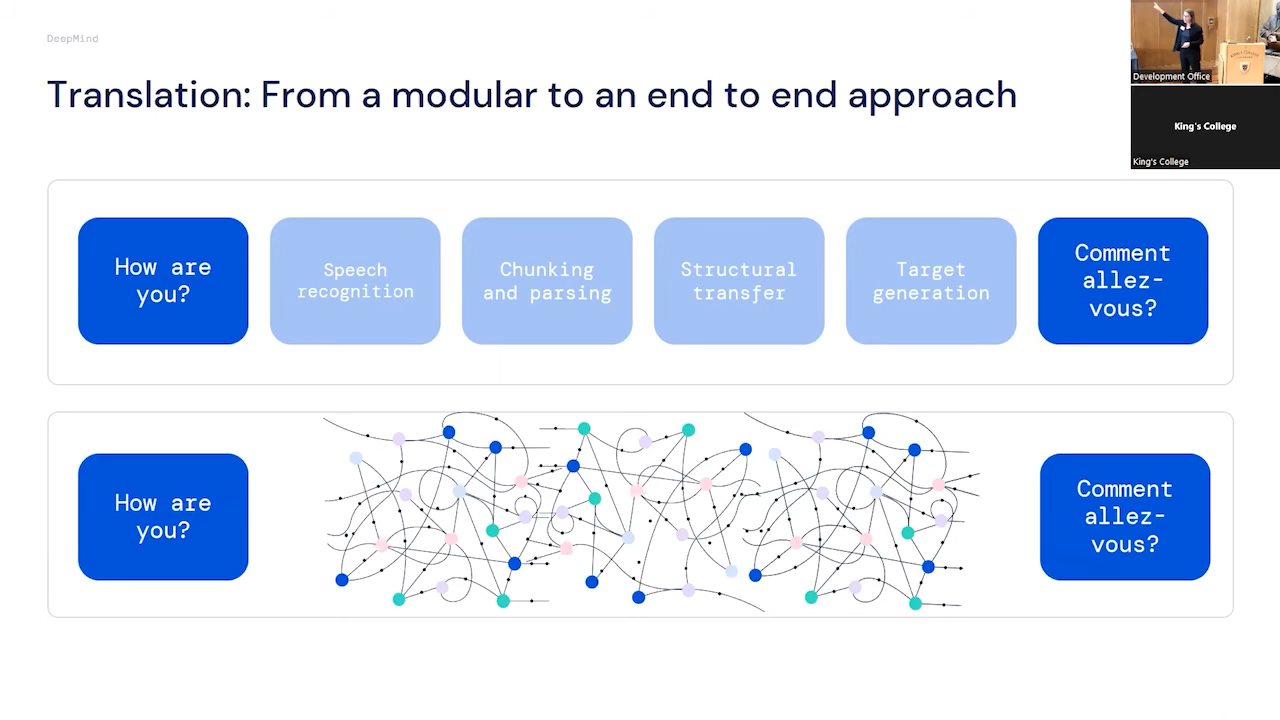 DeepMind
Translation: From a modular to an end to end approach
Development Office
King's College
King's College
How are
you?
Speech
recognition
Chunking
and parsing
Structural
transfer
Target
generation
Comment
allez-
vous?
How are
you?
Comment
allez-
vous?